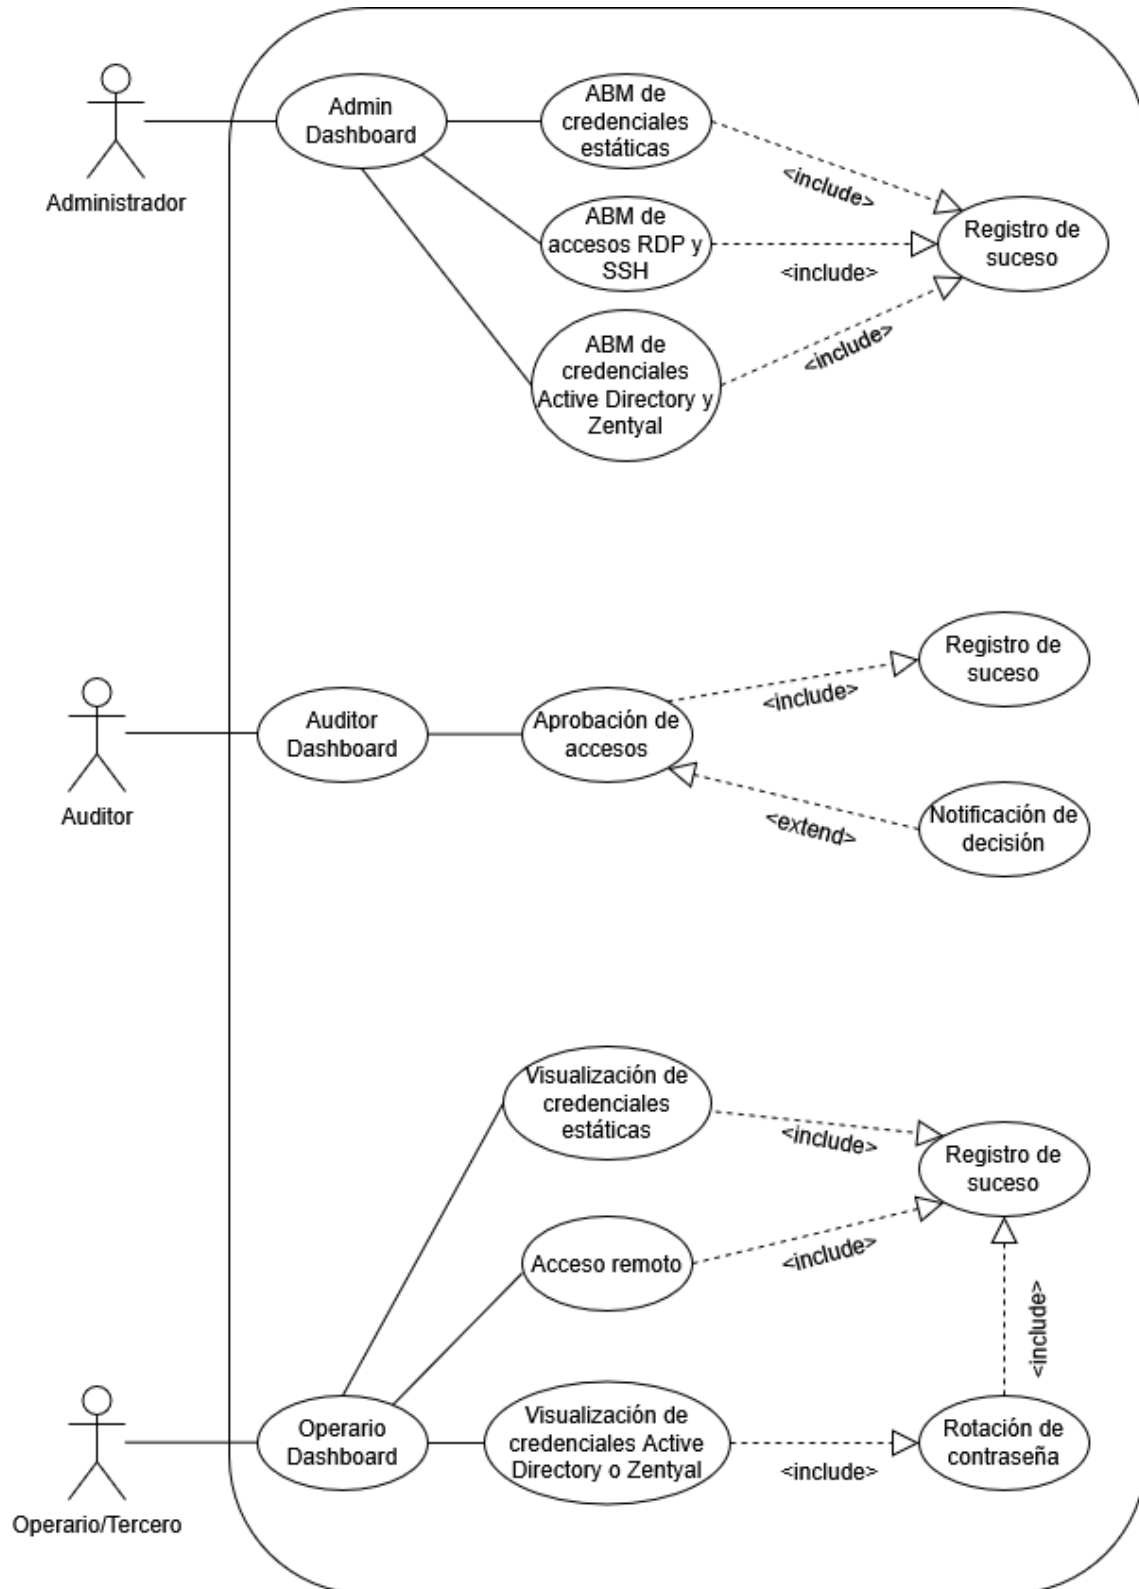 Administrador
Admin
Dashboard
ABM de
credenciales
estáticas
<include>
ABM de
accesos RDP y
SSH
<include>
Registro de
suceso
ABM de
credenciales
Active Directory y
Zentyal
<include>
Auditor
Auditor
Dashboard
Aprobación de
accesos
<include>
Registro de
suceso
<extend>
Notificación de
decisión
Visualización de
credenciales
estáticas
<include>
Registro de
suceso
Acceso remoto
<include>
<include>
Operario/Tercero
Operario
Dashboard
Visualización de
credenciales Active
Directory o Zentyal
<include>
Rotación de
contraseña